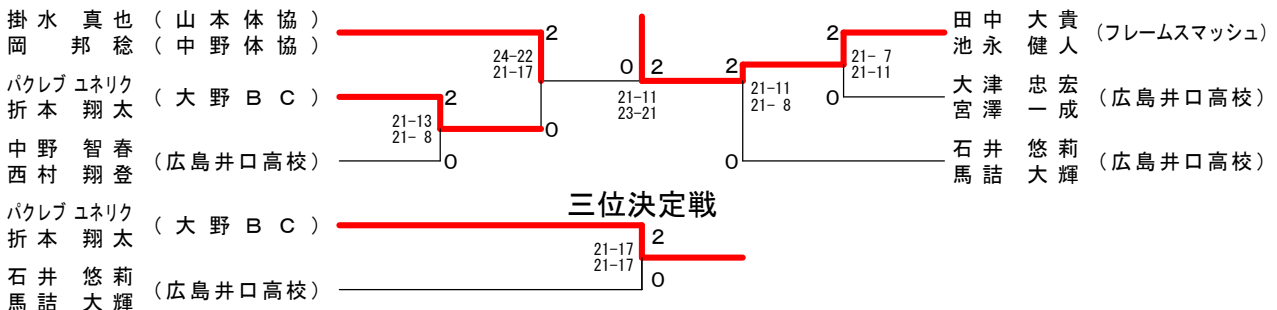 掛水 真也 (山本体協)
岡 邦稔 (中野体協)
2
24-22
21-17
パクレブ ユネリク
折本 翔太 (大野BC)
2
0
21-13
21- 8
中野 智春
西村 翔登 (広島井口高校)
0
0 2
21-11
23-21
田中 大貴
池永 健人 (フレームスマッシュ)
2
2
21- 7
21-11
大津 忠宏
宮澤 一成 (広島井口高校)
0
21-11
21- 8
石井 悠莉
馬詰 大輝 (広島井口高校)
0
三位決定戦
パクレブ ユネリク
折本 翔太 (大野BC)
2
21-17
21-17
石井 悠莉
馬詰 大輝 (広島井口高校)
0